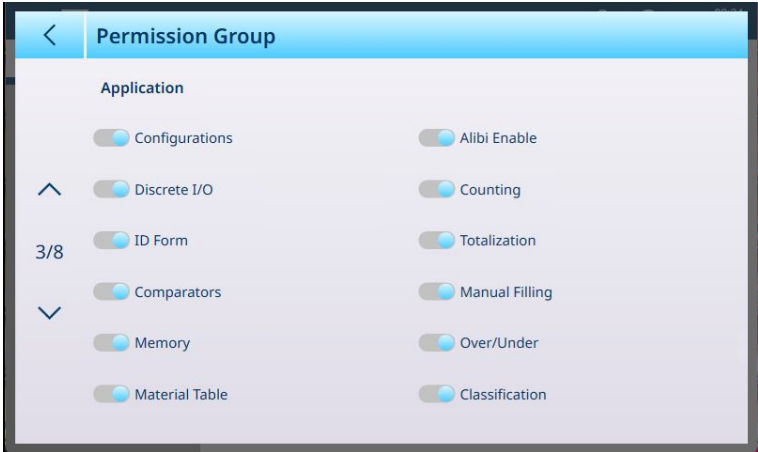 Permission Group
Application
Configurations
Alibi Enable
Discrete I/O
Counting
ID Form
Totalization
3/8
Comparators
Manual Filling
Memory
Over/Under
Material Table
Classification